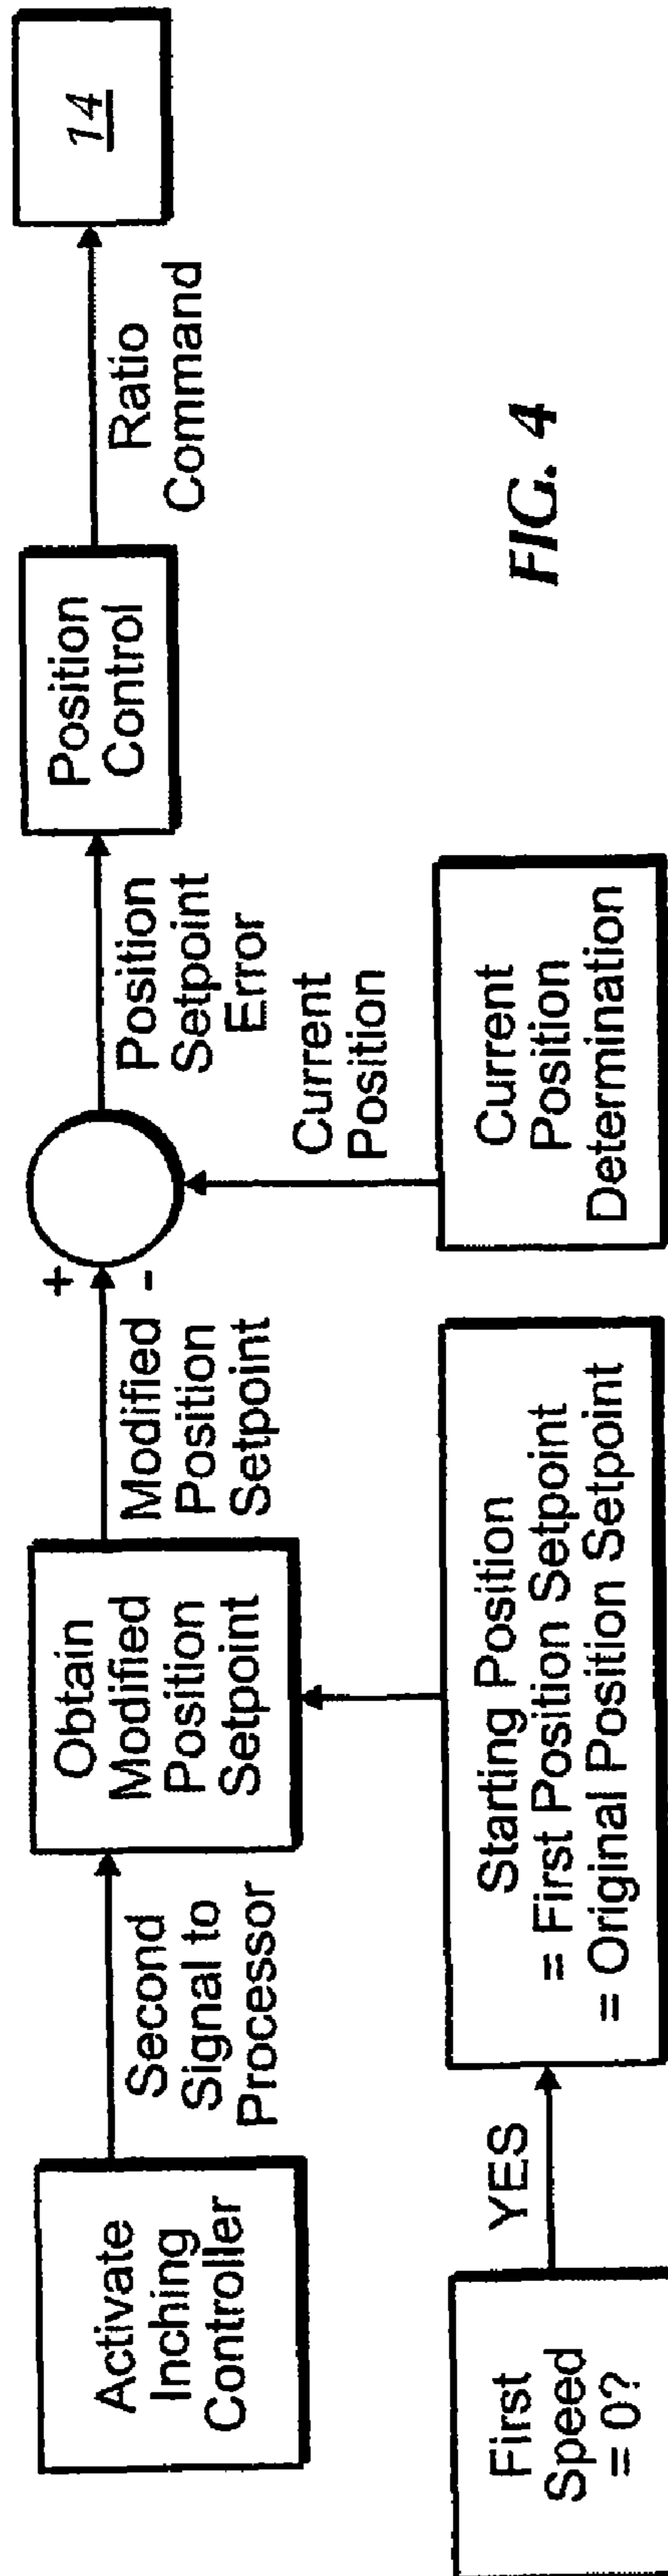 Activate
Inching
Controller
Second
Signal to
Processor
Obtain
Modified
Position
Setpoint
Modified
Position
Setpoint
+
-
Position
Setpoint
Error
Position
Control
Ratio
Command
14
First
Speed
= 0?
YES
Starting Position
= First Position Setpoint
= Original Position Setpoint
Current
Position
Determination
Current
Position
FIG. 4